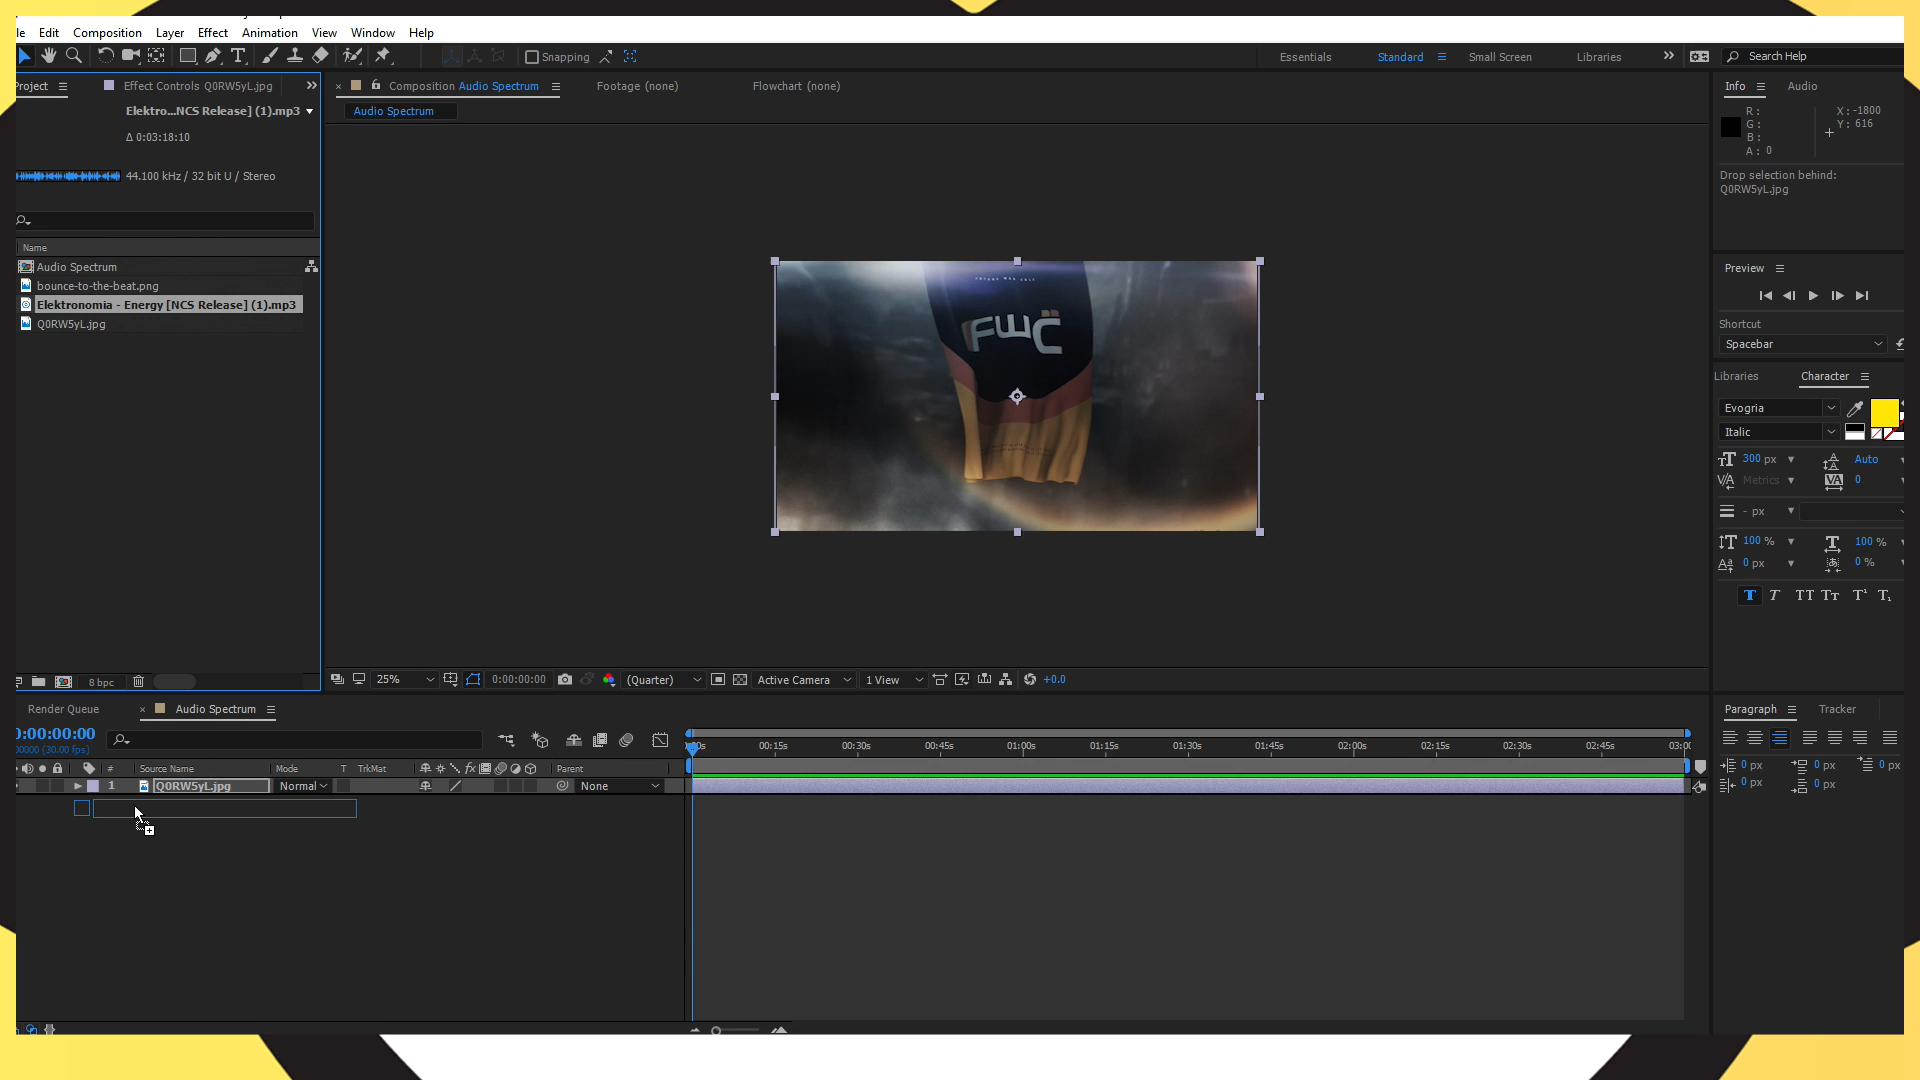 le Edit Composition Layer Effect Animation View Window Help
Snapping
Essentials Standard Small Screen Libraries Search Help
Project Effect Controls Q0RW5yL.jpg
Elektro...NCS Release] (1).mp3
Δ 0:03:18:10
44.100 kHz / 32 bit U / Stereo
Name
Audio Spectrum
bounce-to-the-beat.png
Elektronomia - Energy [NCS Release] (1).mp3
Q0RW5yL.jpg
8 bpc
Composition Audio Spectrum Footage (none) Flowchart (none)
Audio Spectrum
FWC
25% 0:00:00:00 (Quarter) Active Camera 1 View +0.0
Info Audio
R :
G :
B :
A : 0
X : -1800
Y : 616
Drop selection behind:
Q0RW5yL.jpg
Preview
Shortcut
Spacebar
Libraries Character
Evogria
Italic
300 px Auto
Metrics 0
- px
100 % 100 %
0 px 0 %
Render Queue Audio Spectrum
0:00:00:00
00000 (30.00 fps)
# Source Name Mode T TrkMat Parent
1 Q0RW5yL.jpg Normal None
00s 00:15s 00:30s 00:45s 01:00s 01:15s 01:30s 01:45s 02:00s 02:15s 02:30s 02:45s 03:00
Paragraph Tracker
0 px 0 px 0 px
0 px 0 px